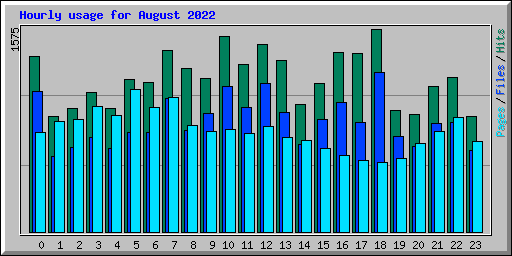 Hourly usage for August 2022
1575
Pages/Files/Hits
0 1 2 3 4 5 6 7 8 9 10 11 12 13 14 15 16 17 18 19 20 21 22 23